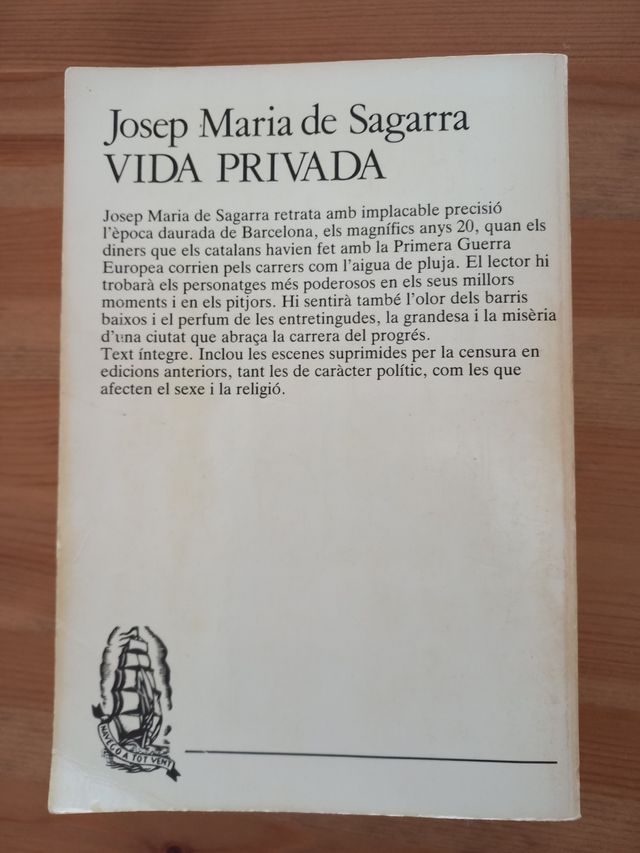 Josep Maria de Sagarra
VIDA PRIVADA
Josep Maria de Sagarra retrata amb implacable precisió
l'època daurada de Barcelona, els magnífics anys 20, quan els
diners que els catalans havien fet amb la Primera Guerra
Europea corrien pels carrers com l'aigua de pluja. El lector hi
trobarà els personatges més poderosos en els seus millors
moments i en els pitjors. Hi sentirà també l'olor dels barris
baixos i el perfum de les entretingudes, la grandesa i la misèria
d'una ciutat que abraça la carrera del progrés.
Text íntegre. Inclou les escenes suprimides per la censura en
edicions anteriors, tant les de caràcter polític, com les que
afecten el sexe i la religió.
NAVEGO A TOT VENT